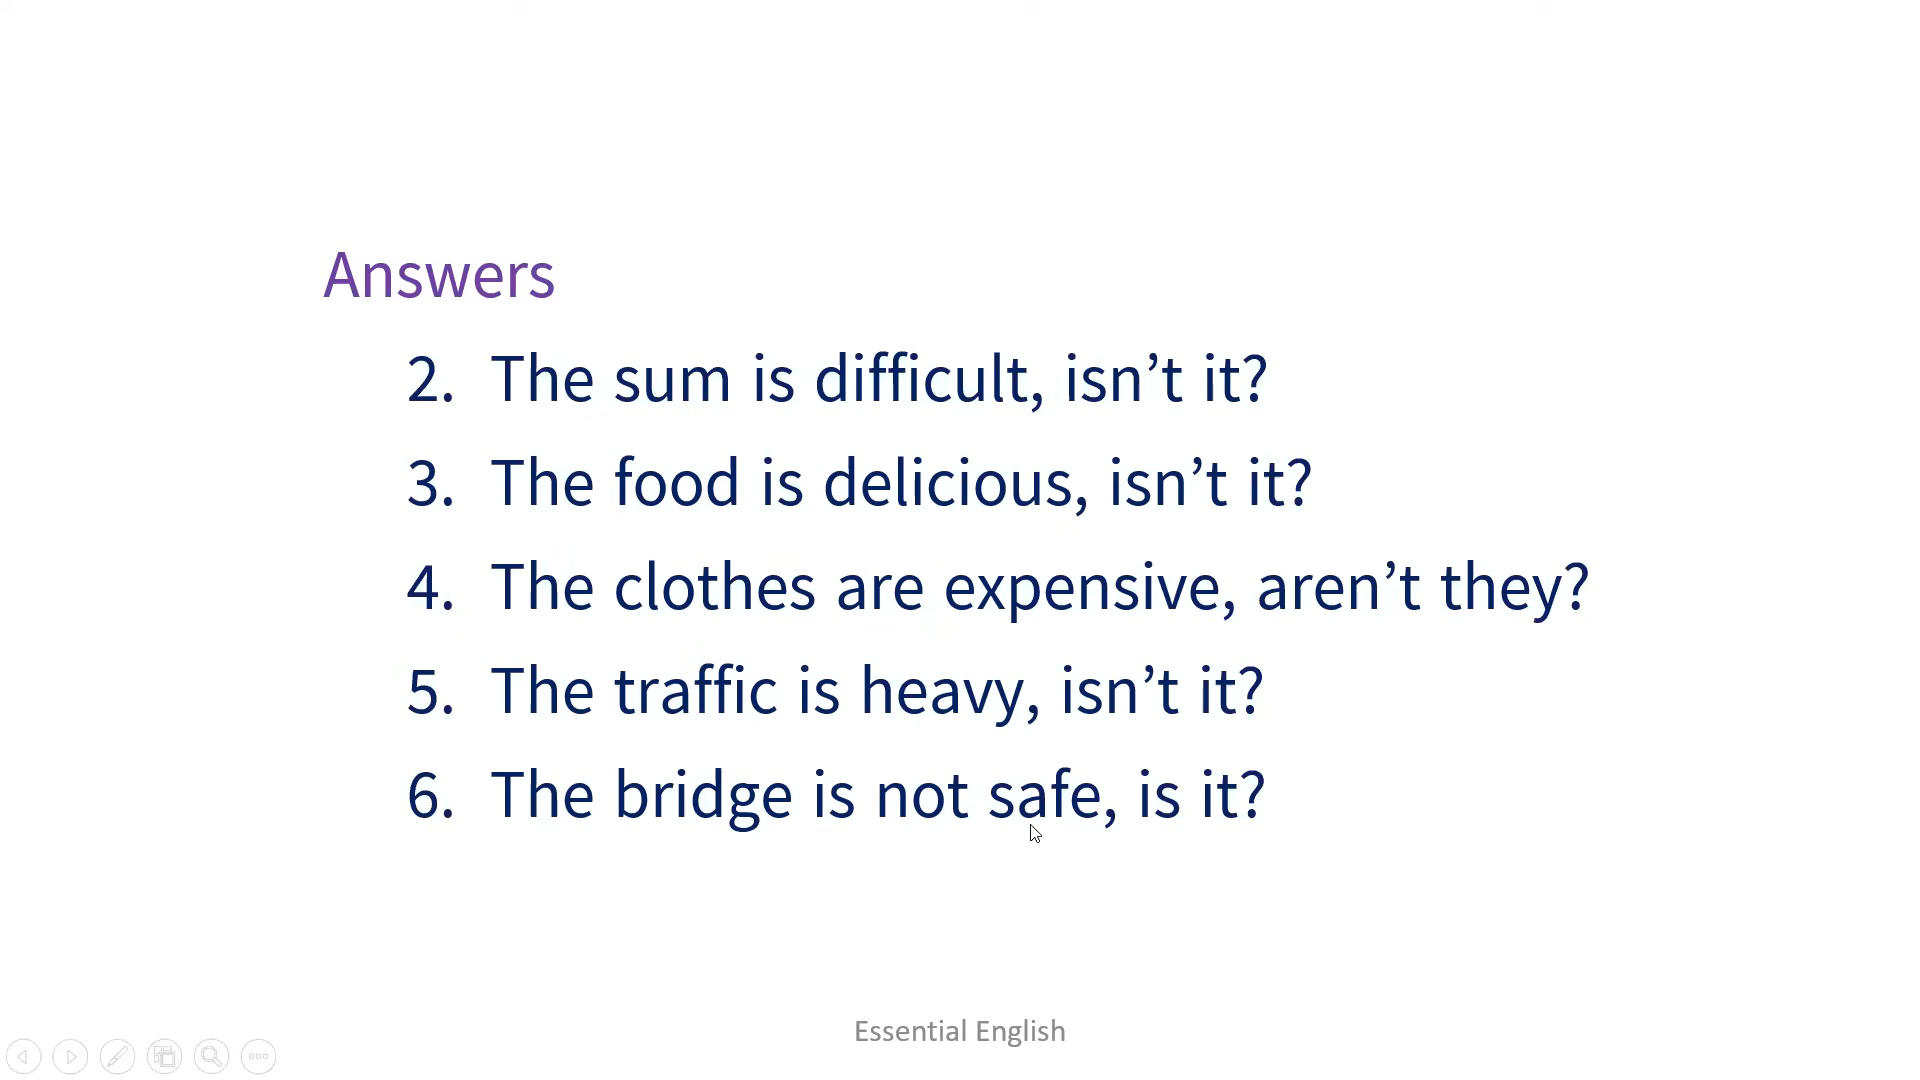 Answers
2. The sum is difficult, isn’t it?
3. The food is delicious, isn’t it?
4. The clothes are expensive, aren’t they?
5. The traffic is heavy, isn’t it?
6. The bridge is not safe, is it?
Essential English